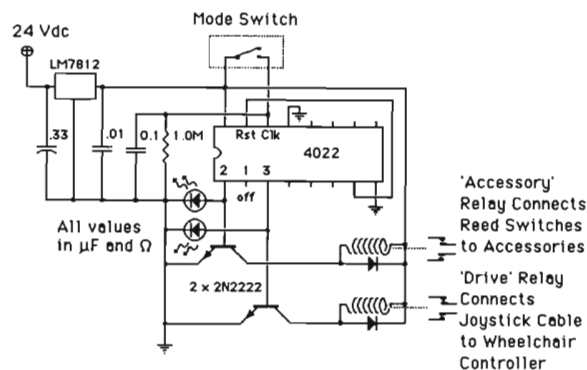 Mode Switch
24 Vdc
LM7812
.33
.01
0.1
1.0M
Rst Clk
4022
2 1 3
off
All values
in µF and Ω
2 x 2N2222
'Accessory'
Relay Connects
Reed Switches
to Accessories
'Drive' Relay
Connects
Joystick Cable
to Wheelchair
Controller